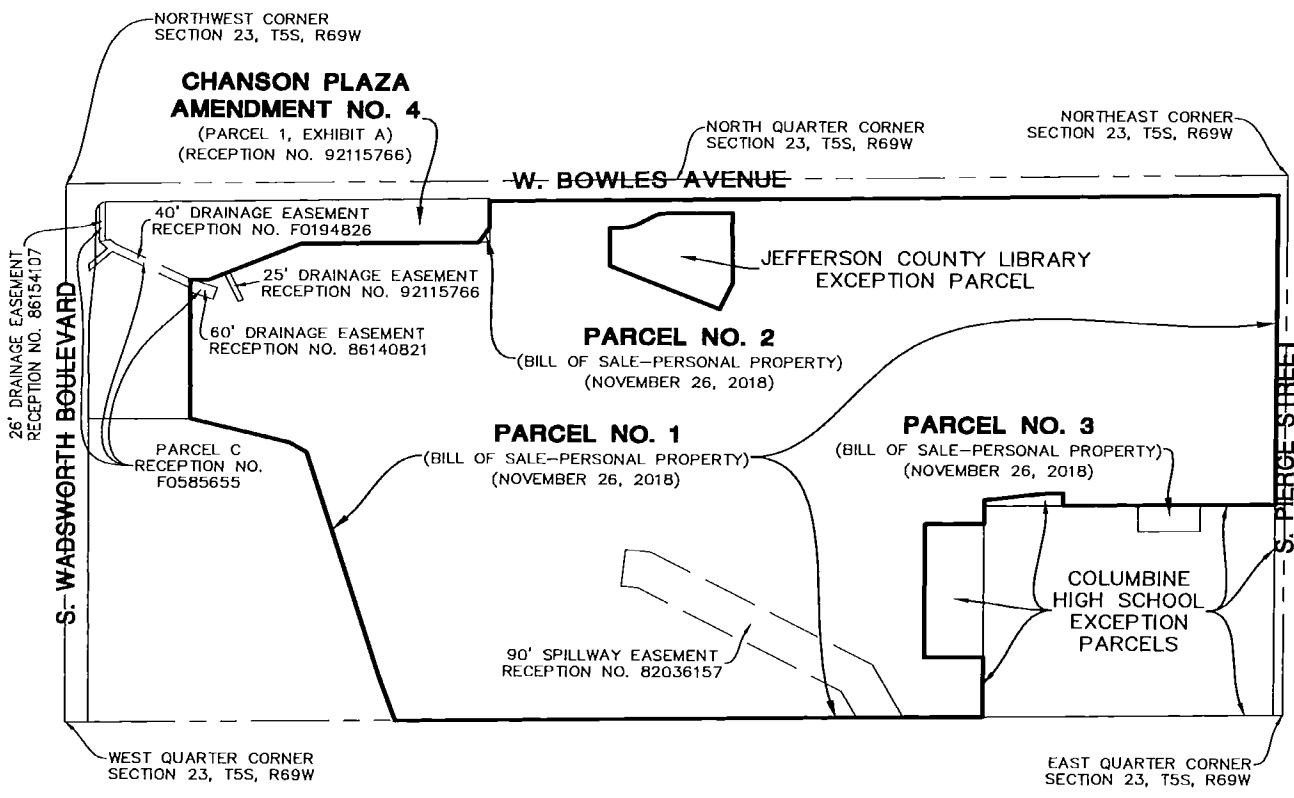 NORTHWEST CORNER
SECTION 23, T5S, R69W
CHANSON PLAZA
AMENDMENT NO. 4
(PARCEL 1, EXHIBIT A)
(RECEPTION NO. 92115766)
NORTH QUARTER CORNER
SECTION 23, T5S, R69W
NORTHEAST CORNER
SECTION 23, T5S, R69W
W. BOWLES AVENUE
40' DRAINAGE EASEMENT
RECEPTION NO. F0194826
26' DRAINAGE EASEMENT
RECEPTION NO. 86154107
S. WADSWORTH BOULEVARD
25' DRAINAGE EASEMENT
RECEPTION NO. 92115766
60' DRAINAGE EASEMENT
RECEPTION NO. 86140821
JEFFERSON COUNTY LIBRARY
EXCEPTION PARCEL
PARCEL NO. 2
(BILL OF SALE-PERSONAL PROPERTY)
(NOVEMBER 26, 2018)
PARCEL C
RECEPTION NO.
F0585655
PARCEL NO. 1
(BILL OF SALE-PERSONAL PROPERTY)
(NOVEMBER 26, 2018)
PARCEL NO. 3
(BILL OF SALE-PERSONAL PROPERTY)
(NOVEMBER 26, 2018)
S. PIERCE STREET
COLUMBINE
HIGH SCHOOL
EXCEPTION
PARCELS
90' SPILLWAY EASEMENT
RECEPTION NO. 82036157
WEST QUARTER CORNER
SECTION 23, T5S, R69W
EAST QUARTER CORNER
SECTION 23, T5S, R69W